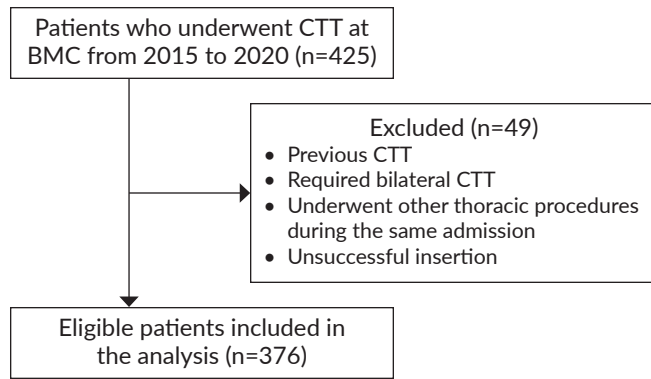 Patients who underwent CTT at
BMC from 2015 to 2020 (n=425)
Excluded (n=49)
• Previous CTT
• Required bilateral CTT
• Underwent other thoracic procedures
during the same admission
• Unsuccessful insertion
Eligible patients included in
the analysis (n=376)